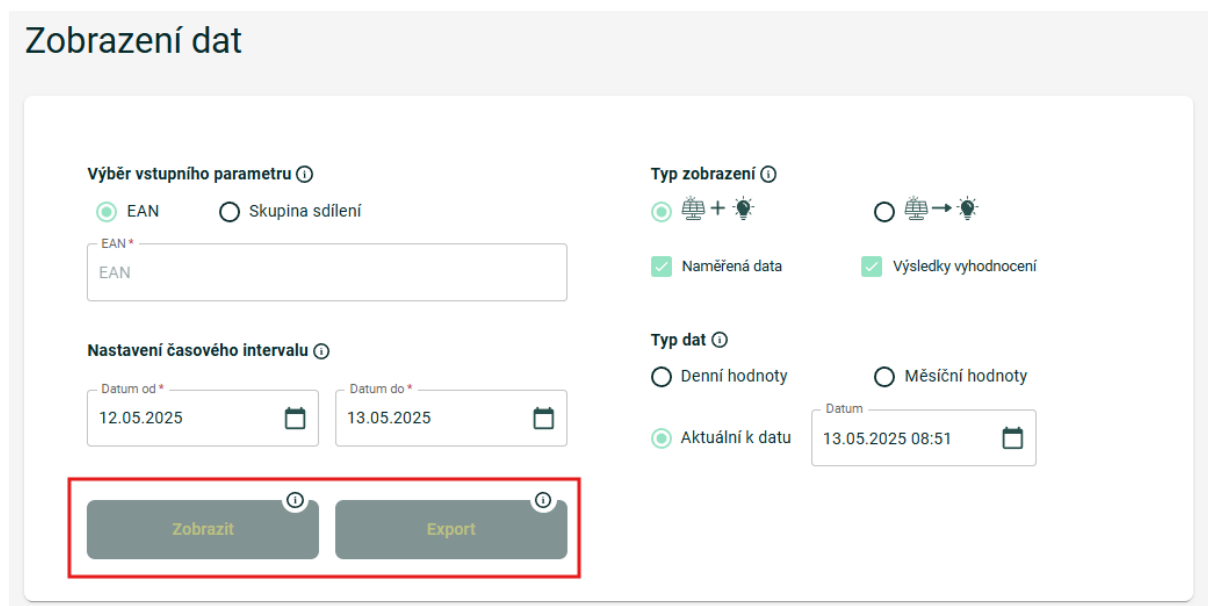 Zobrazení dat
Výběr vstupního parametru
EAN
Skupina sdílení
EAN *
EAN
Nastavení časového intervalu
Datum od *
12.05.2025
Datum do *
13.05.2025
Zobrazit
Export
Typ zobrazení
Naměřená data
Výsledky vyhodnocení
Typ dat
Denní hodnoty
Měsíční hodnoty
Aktuální k datu
Datum
13.05.2025 08:51